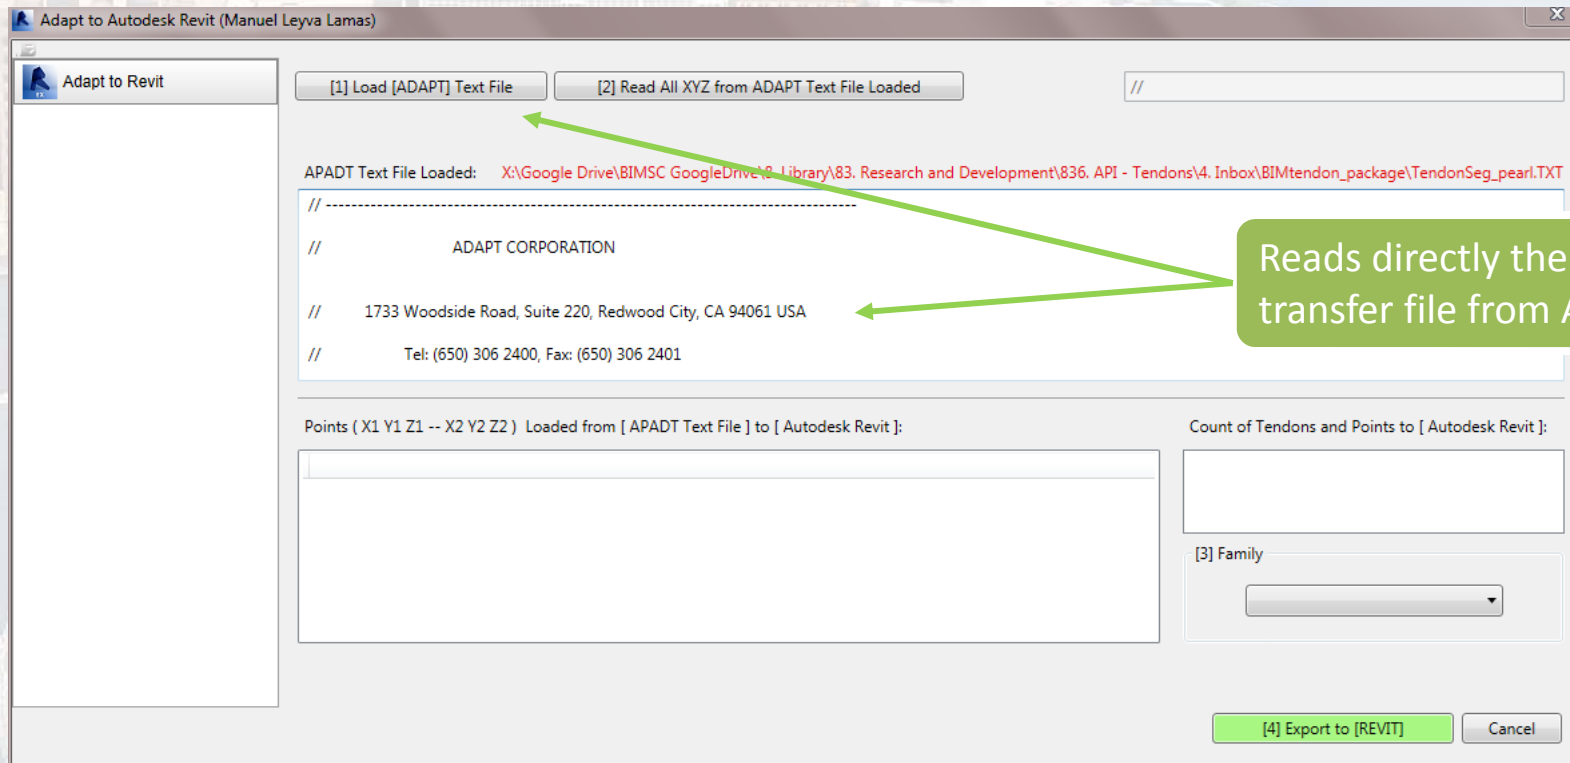 Adapt to Autodesk Revit (Manuel Leyva Lamas)
Adapt to Revit
[1] Load [ADAPT] Text File
[2] Read All XYZ from ADAPT Text File Loaded
//
APADT Text File Loaded: X:\Google Drive\BIMSC GoogleDrive\8. Library\83. Research and Development\836. API - Tendons\4. Inbox\BIMtendon_package\TendonSeg_pearl.TXT
// -----------------------------------------------------------------------------------
// ADAPT CORPORATION
// 1733 Woodside Road, Suite 220, Redwood City, CA 94061 USA
// Tel: (650) 306 2400, Fax: (650) 306 2401
Reads directly the
transfer file from A
Points ( X1 Y1 Z1 -- X2 Y2 Z2 ) Loaded from [ APADT Text File ] to [ Autodesk Revit ]:
Count of Tendons and Points to [ Autodesk Revit ]:
[3] Family
[4] Export to [REVIT]
Cancel